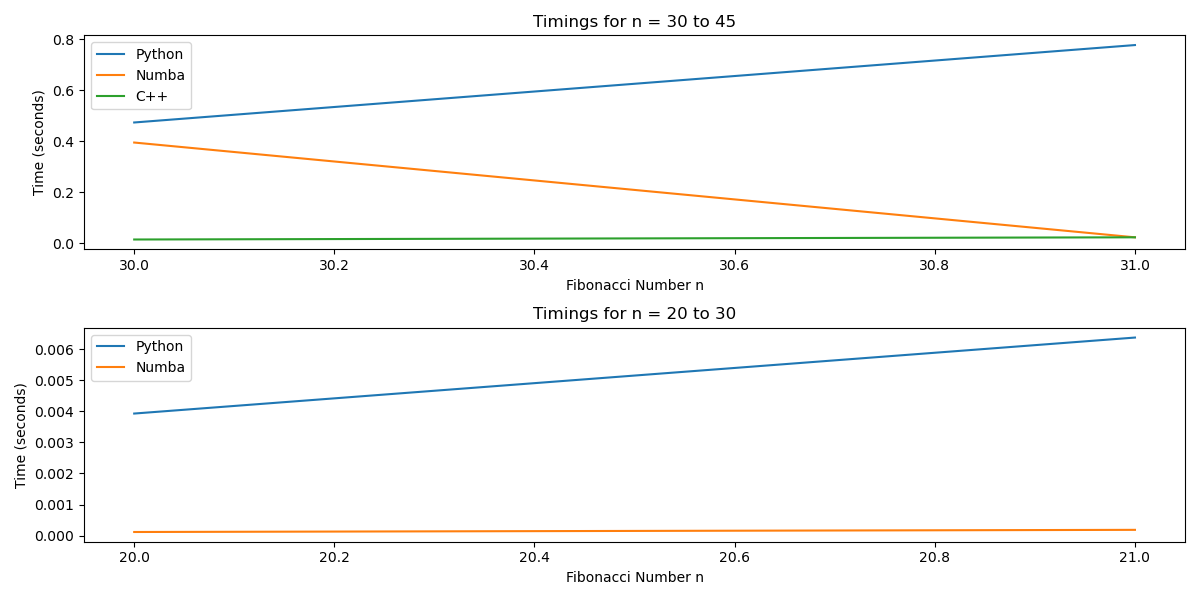 Timings for n = 30 to 45
Time (seconds)
0.8
0.6
0.4
0.2
0.0
Python
Numba
C++
30.0 30.2 30.4 30.6 30.8 31.0
Fibonacci Number n
Timings for n = 20 to 30
Time (seconds)
0.006
0.005
0.004
0.003
0.002
0.001
0.000
Python
Numba
20.0 20.2 20.4 20.6 20.8 21.0
Fibonacci Number n